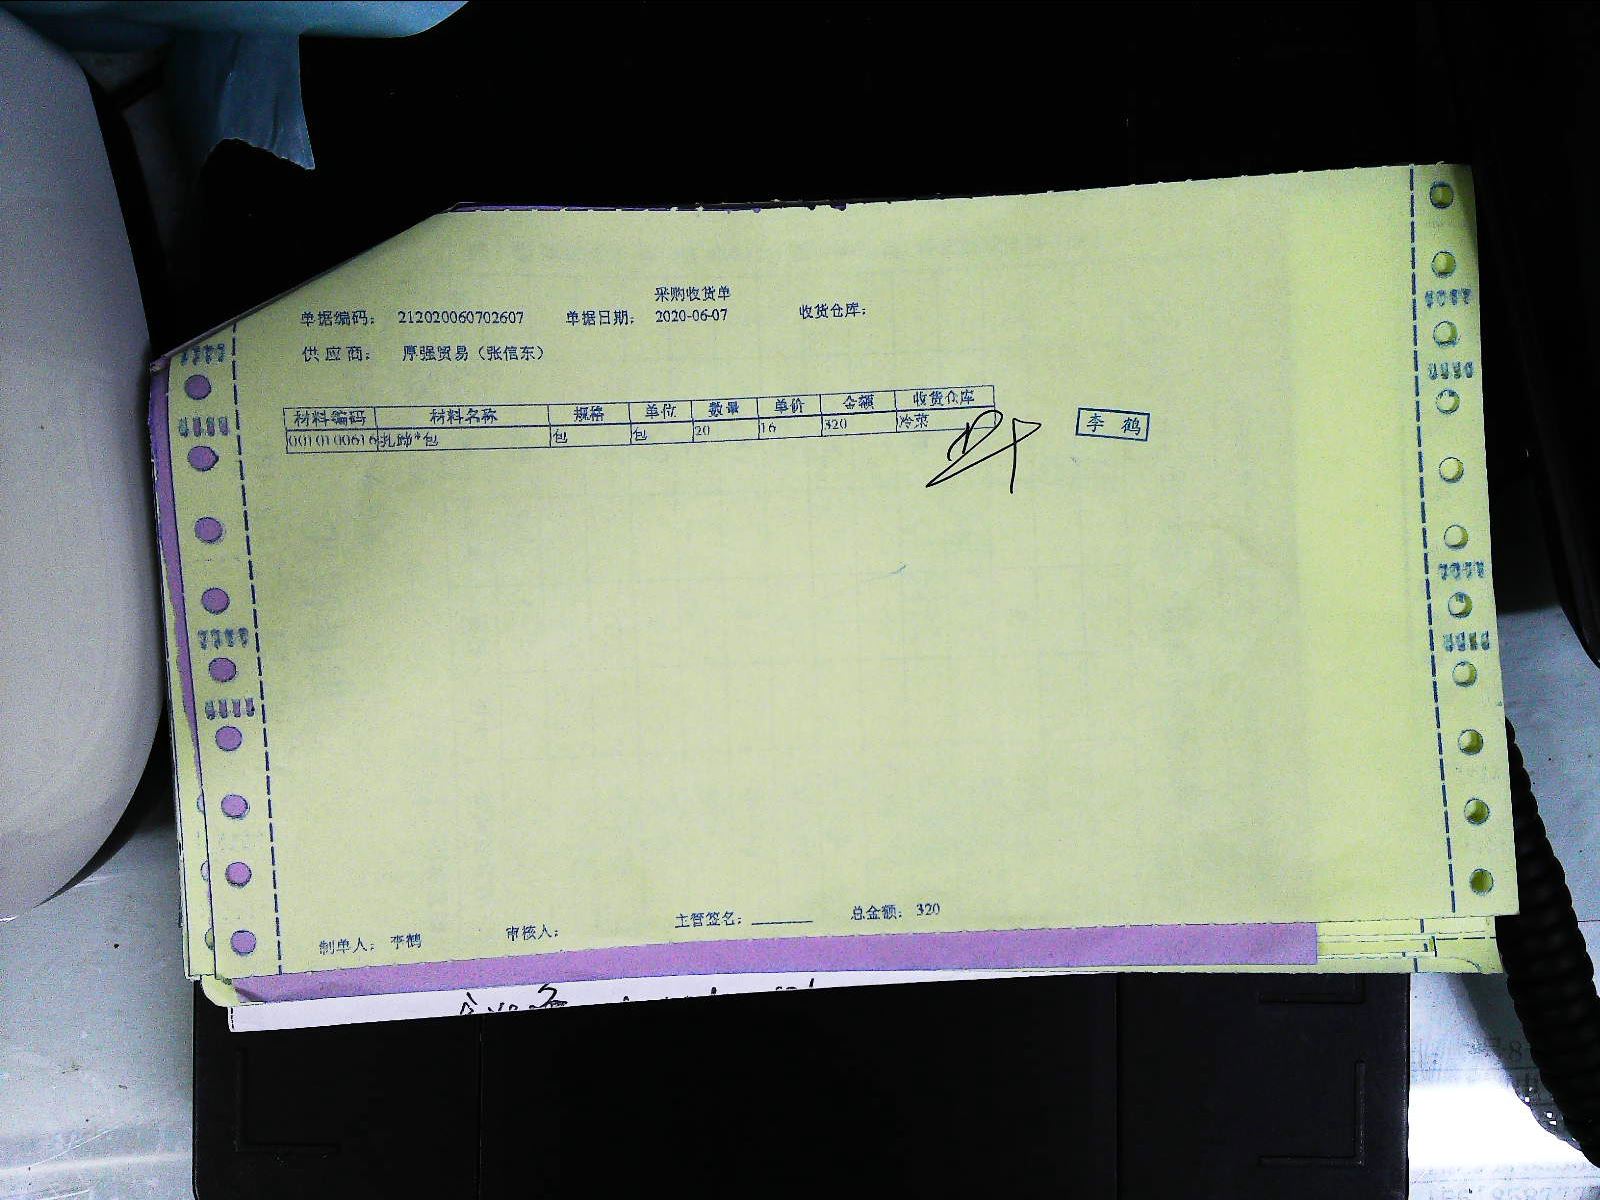 采购收货单
单据编码： 212020060702607 单据日期： 2020-06-07 收货仓库：
供 应 商： 厚强贸易（张信东）
材料编码 材料名称 规格 单位 数量 单价 金额 收货仓库
0010100616 扎蹄*包 包 包 20 16 320 冷菜
李 鹤
制单人： 李鹤 审核人： 主管签名： 总金额： 320